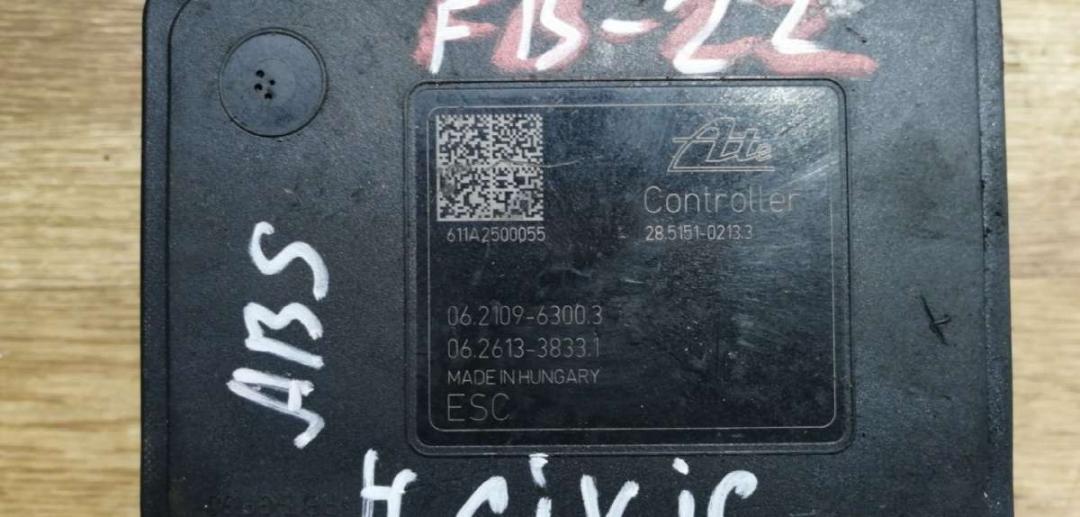 FB-22
Ate
Controller
611A2500055
28.5151-0213.3
ABS
06.2109-6300.3
06.2613-3833.1
MADE IN HUNGARY
ESC
civic